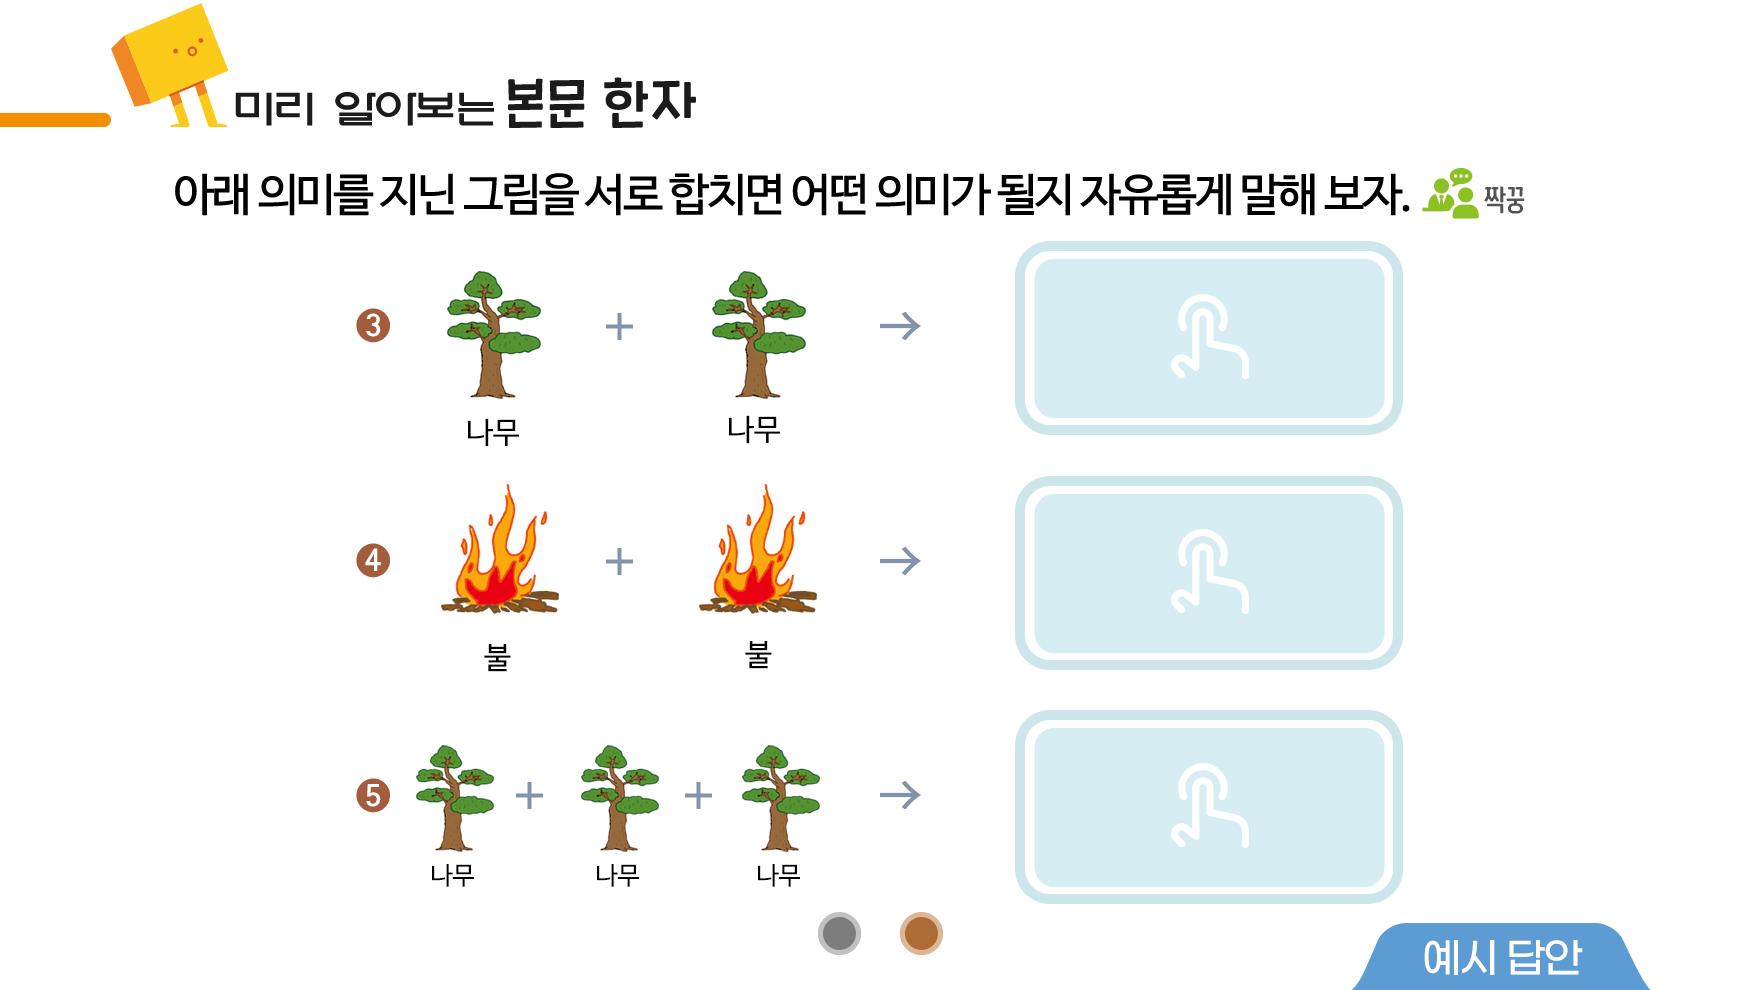 미리 알아보는 본문 한자
아래 의미를 지닌 그림을 서로 합치면 어떤 의미가 될지 자유롭게 말해 보자. 짝꿍
3 + →
나무 나무
4 + →
불 불
5 + + →
나무 나무 나무
예시 답안